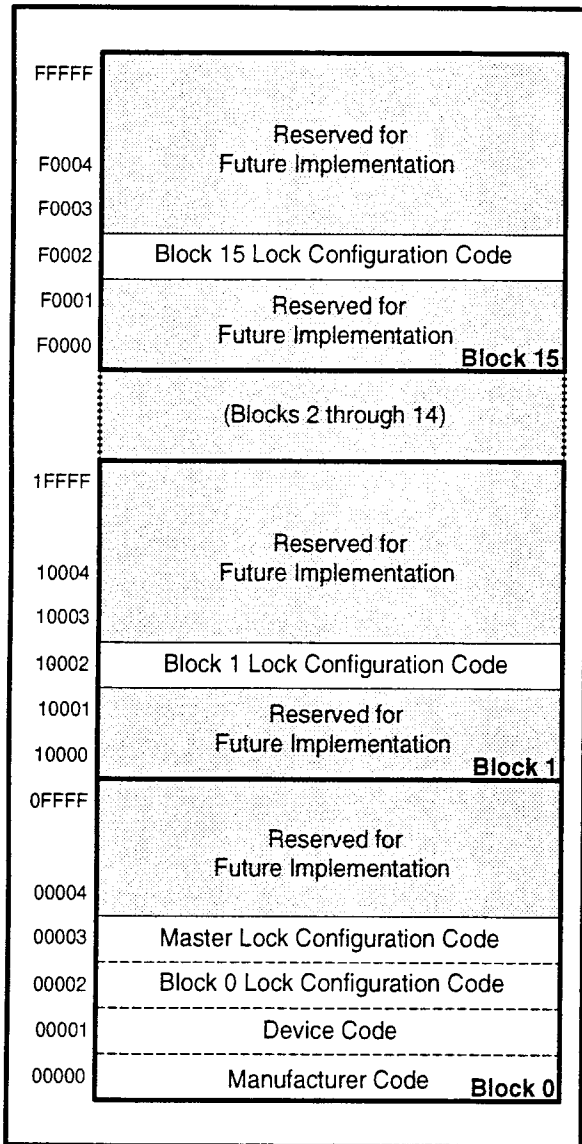 FFFFF
Reserved for
Future Implementation
F0004
F0003
F0002 Block 15 Lock Configuration Code
F0001
Reserved for
Future Implementation
F0000
Block 15
(Blocks 2 through 14)
1FFFF
Reserved for
Future Implementation
10004
10003
10002 Block 1 Lock Configuration Code
10001
Reserved for
Future Implementation
10000
Block 1
0FFFF
Reserved for
Future Implementation
00004
00003 Master Lock Configuration Code
00002 Block 0 Lock Configuration Code
00001 Device Code
00000 Manufacturer Code Block 0